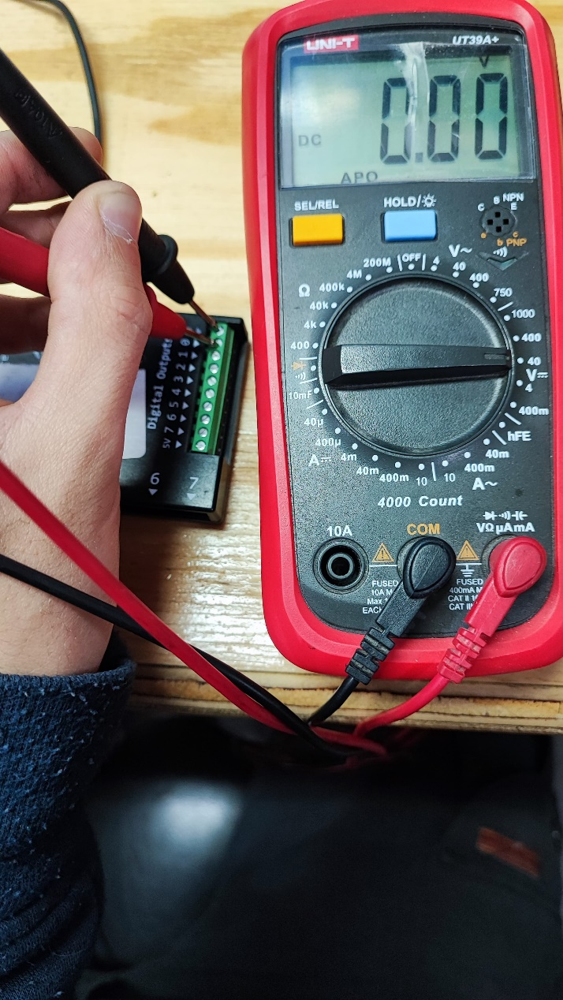 UNI-T
UT39A+
V
DC
0.00
APO
SEL/REL
HOLD/
B NPN
C E
e c
b PNP
OFF
4
V~
40
400
750
1000
400
40
V⎓
4
400m
hFE
40m
400m
A~
10
10
400m
40m
4m
A⎓
400μ
40μ
10mF
400
4k
40k
Ω
400k
4M
200M
4000 Count
10A
COM
VΩμAmA
FUSED
10A M
Max
EAC
FUSED
400mA M
CAT II 10
CAT III
Digital Outputs
5V 7 6 5 4 3 2 1 0
6
7